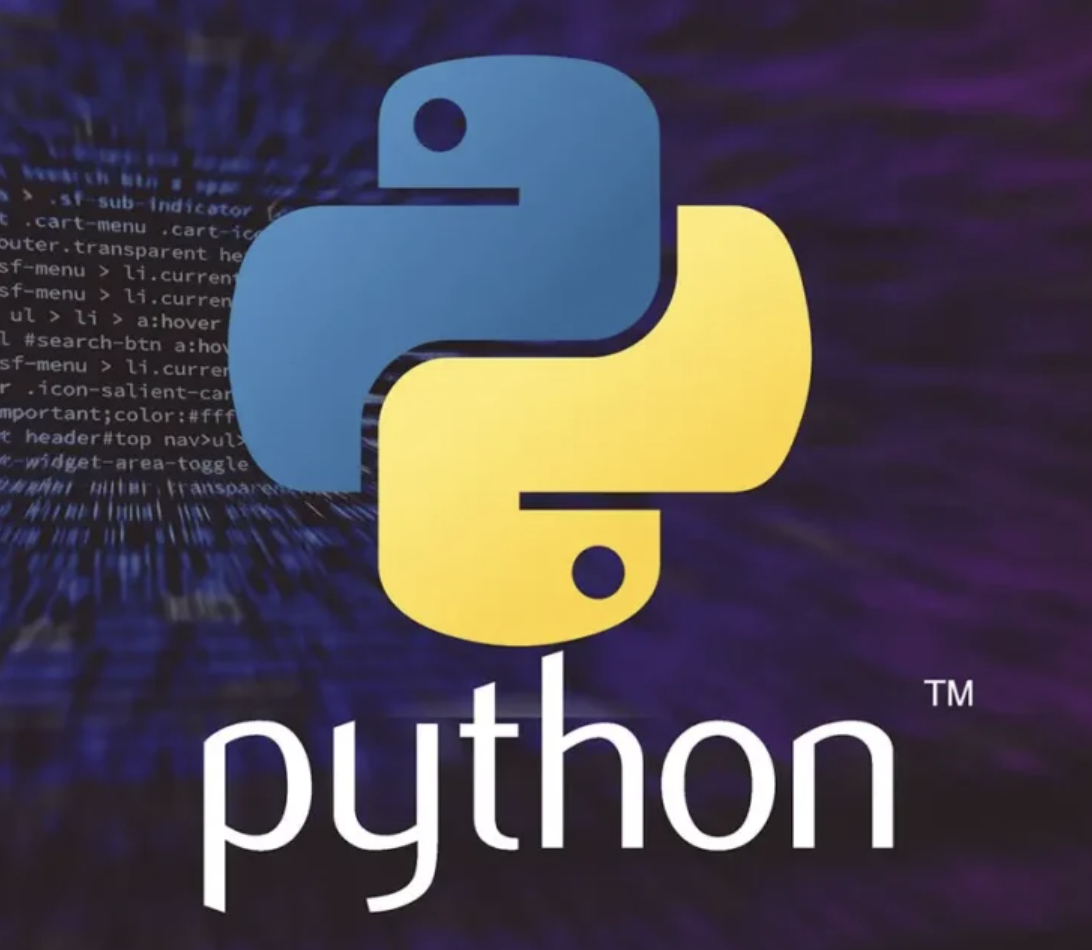 > .sf-sub-indicator {
t .cart-menu .cart-ic
outer.transparent he
sf-menu > li.current
sf-menu > li.curren
ul > li > a:hover
l #search-btn a:hov
sf-menu > li.curren
r .icon-salient-car
mportant;color:#fff
t header#top nav>ul>
widget-area-toggle
transparen
python
TM